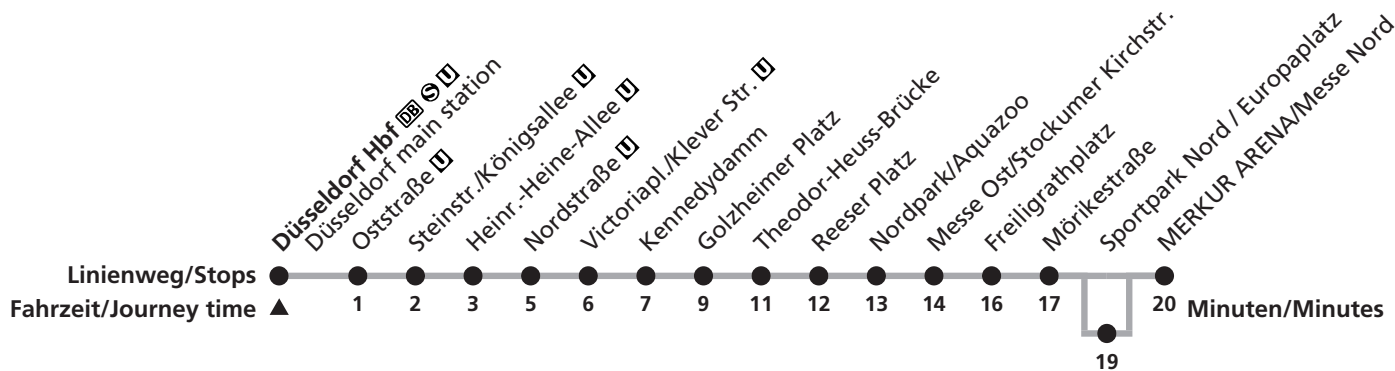 Düsseldorf Hbf DB S U
Düsseldorf main station
Oststraße U
Steinstr./Königsallee U
Heinr.-Heine-Allee U
Nordstraße U
Victoriapl./Klever Str. U
Kennedydamm
Golzheimer Platz
Theodor-Heuss-Brücke
Reeser Platz
Nordpark/Aquazoo
Messe Ost/Stockumer Kirchstr.
Freiligrathplatz
Mörikestraße
Sportpark Nord / Europaplatz
MERKUR ARENA/Messe Nord
Linienweg/Stops
Fahrzeit/Journey time ▲ 1 2 3 5 6 7 9 11 12 13 14 16 17 20 Minuten/Minutes
19